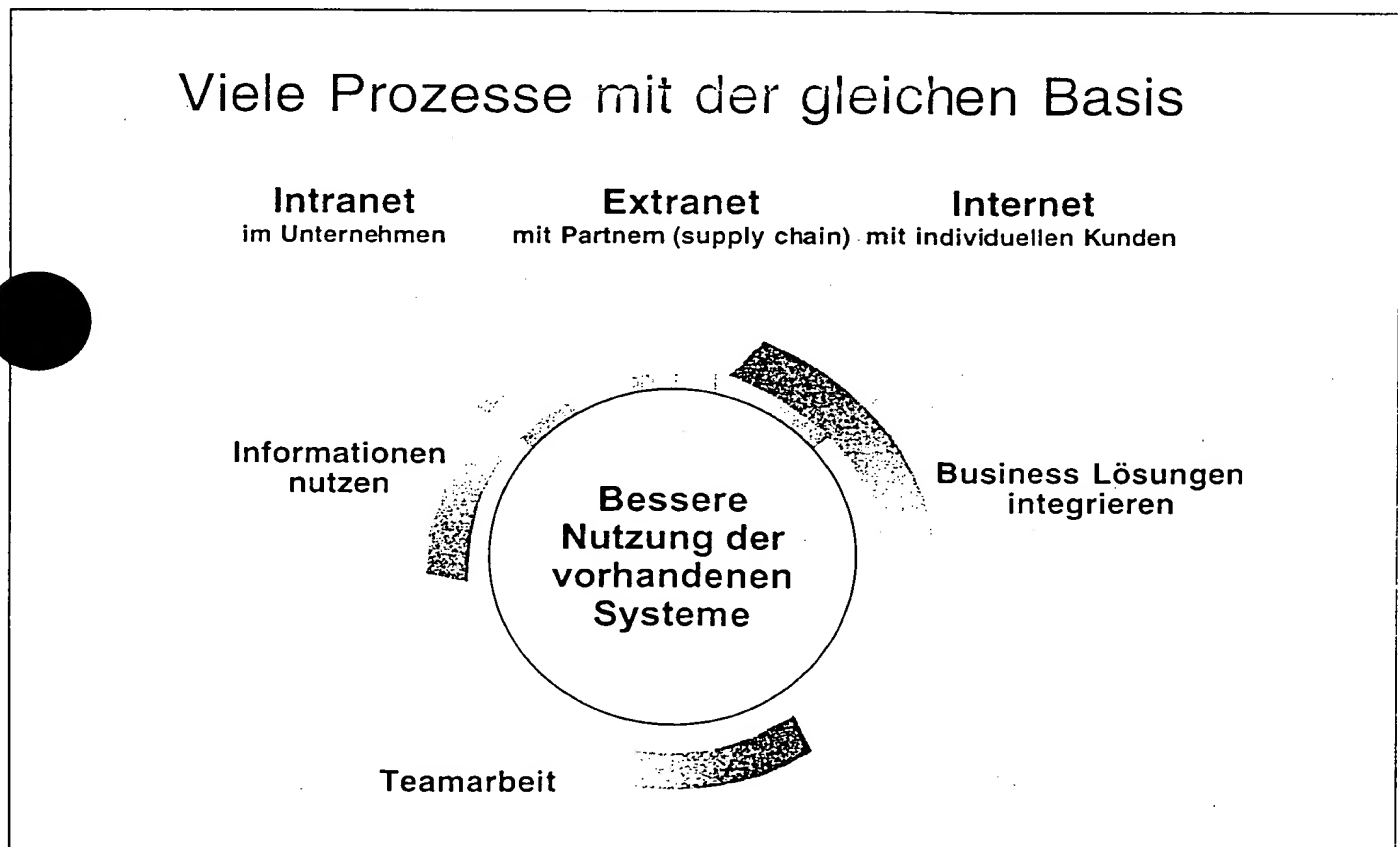 Viele Prozesse mit der gleichen Basis
Intranet
im Unternehmen
Extranet
mit Partnern (supply chain)
Internet
mit individuellen Kunden
Informationen
nutzen
Bessere
Nutzung der
vorhandenen
Systeme
Business Lösungen
integrieren
Teamarbeit